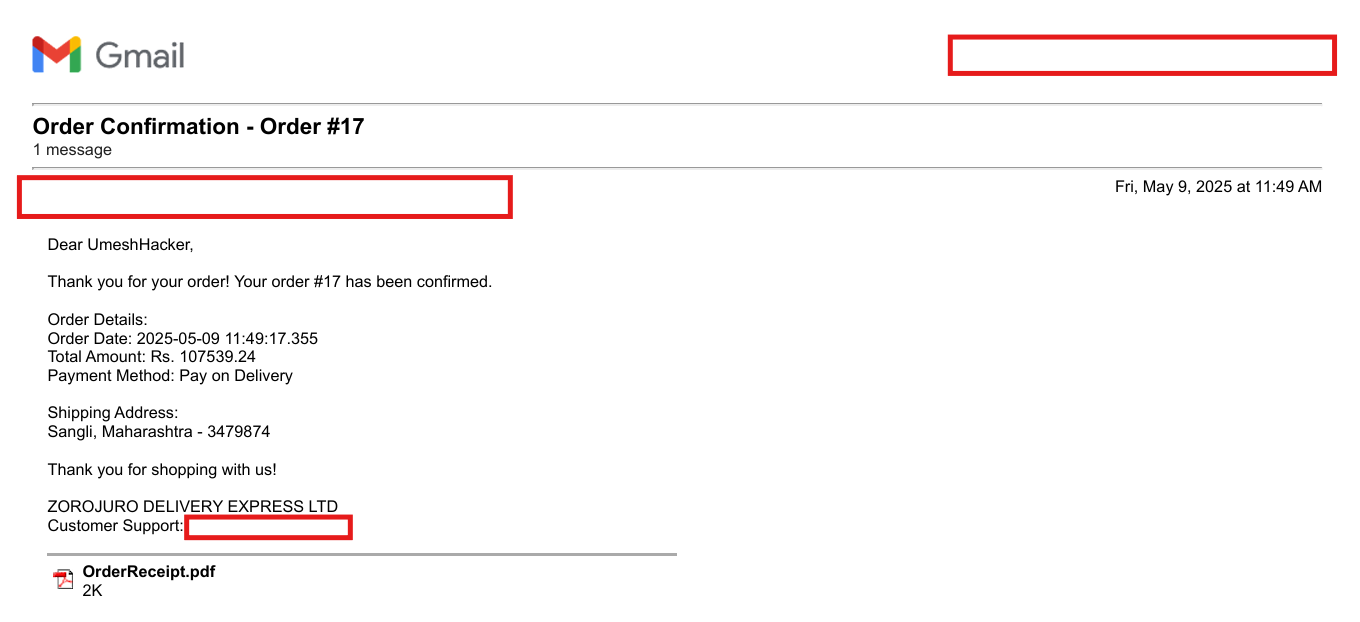 Gmail
Order Confirmation - Order #17
1 message
Fri, May 9, 2025 at 11:49 AM
Dear UmeshHacker,
Thank you for your order! Your order #17 has been confirmed.
Order Details:
Order Date: 2025-05-09 11:49:17.355
Total Amount: Rs. 107539.24
Payment Method: Pay on Delivery
Shipping Address:
Sangli, Maharashtra - 3479874
Thank you for shopping with us!
ZOROJURO DELIVERY EXPRESS LTD
Customer Support:
OrderReceipt.pdf
2K